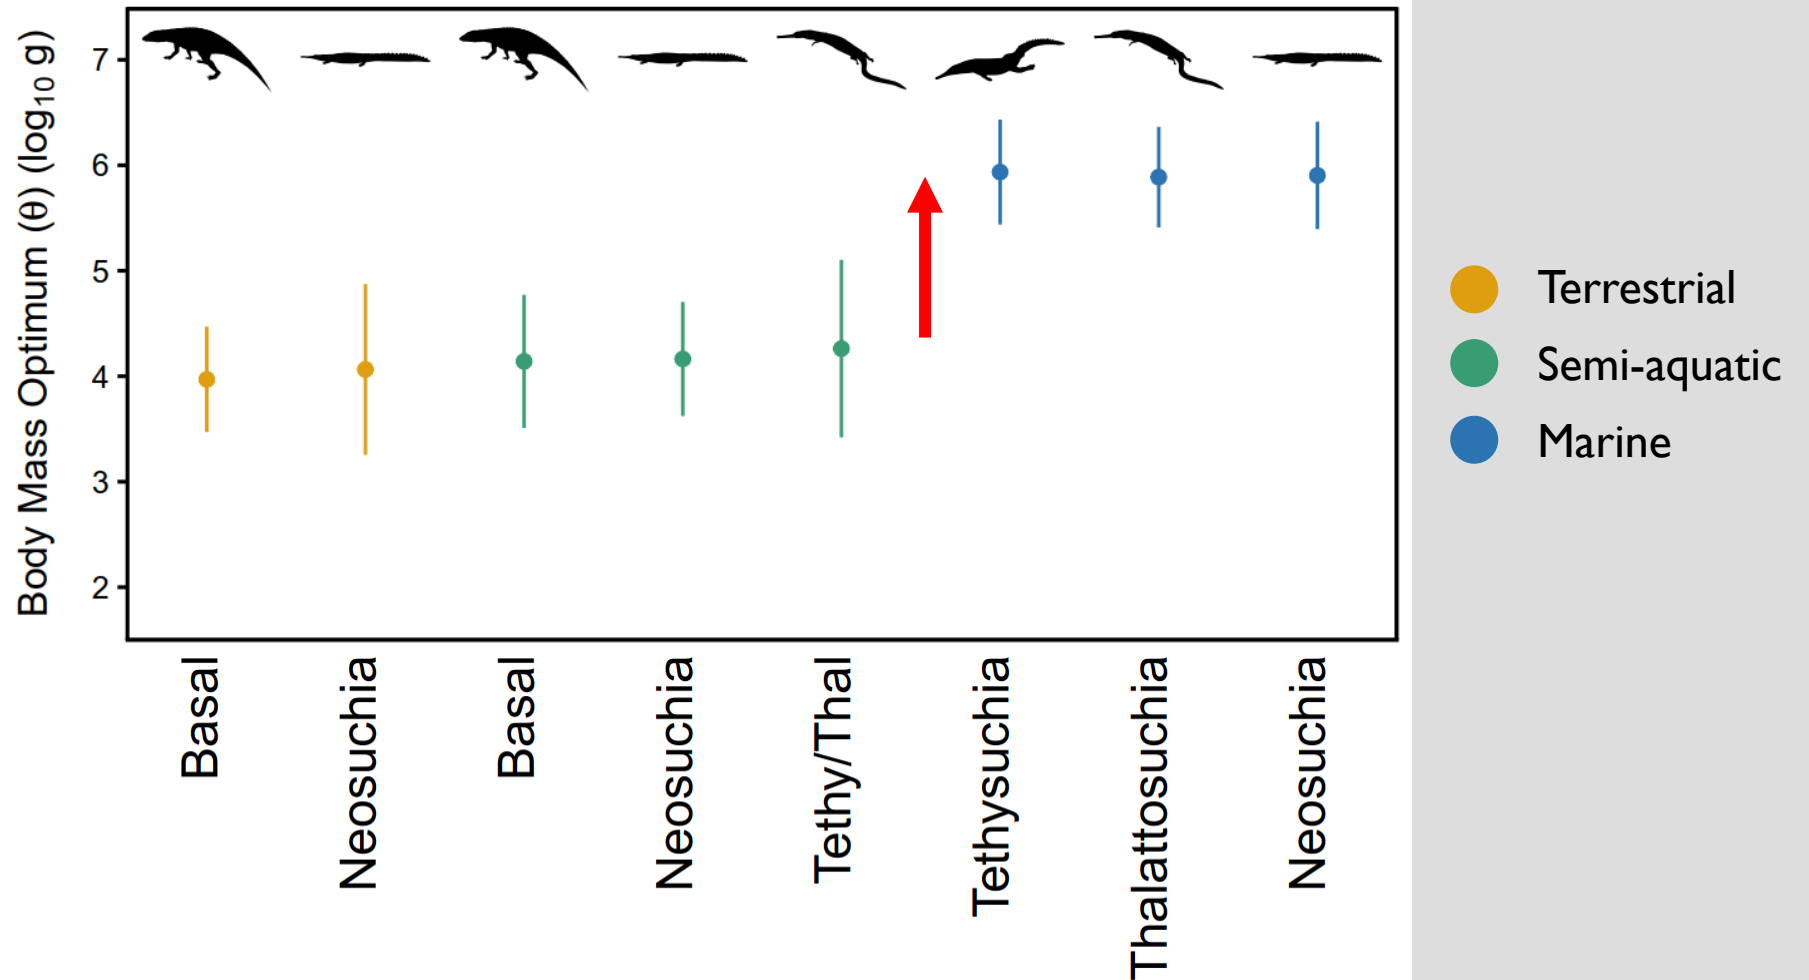 Body Mass Optimum (θ) (log₁₀ g)
7
6
5
4
3
2
Basal
Neosuchia
Basal
Neosuchia
Tethy/Thal
Tethysuchia
Thalattosuchia
Neosuchia
Terrestrial
Semi-aquatic
Marine